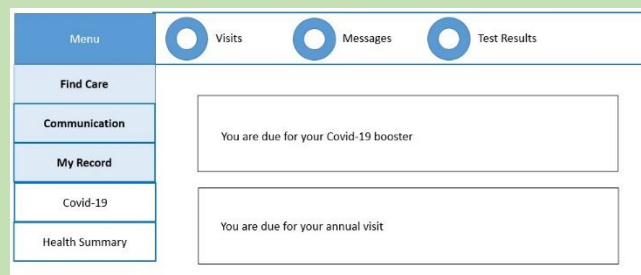 Menu
Visits
Messages
Test Results
Find Care
Communication
My Record
Covid-19
Health Summary
You are due for your Covid-19 booster
You are due for your annual visit